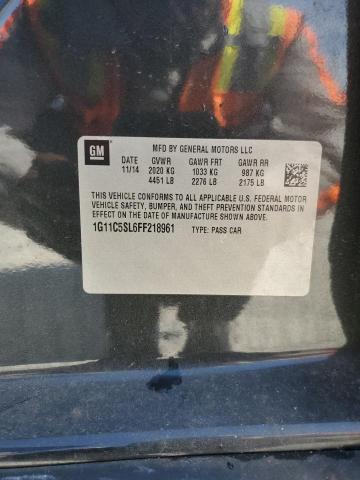 GM
MFD BY GENERAL MOTORS LLC
DATE GVWR GAWR FRT GAWR RR
11/14 2020 KG 1033 KG 987 KG
4451 LB 2276 LB 2175 LB
THIS VEHICLE CONFORMS TO ALL APPLICABLE U.S. FEDERAL MOTOR
VEHICLE SAFETY, BUMPER, AND THEFT PREVENTION STANDARDS
IN EFFECT ON THE DATE OF MANUFACTURE SHOWN ABOVE.
1G11C5SL6FF218961 TYPE: PASS CAR